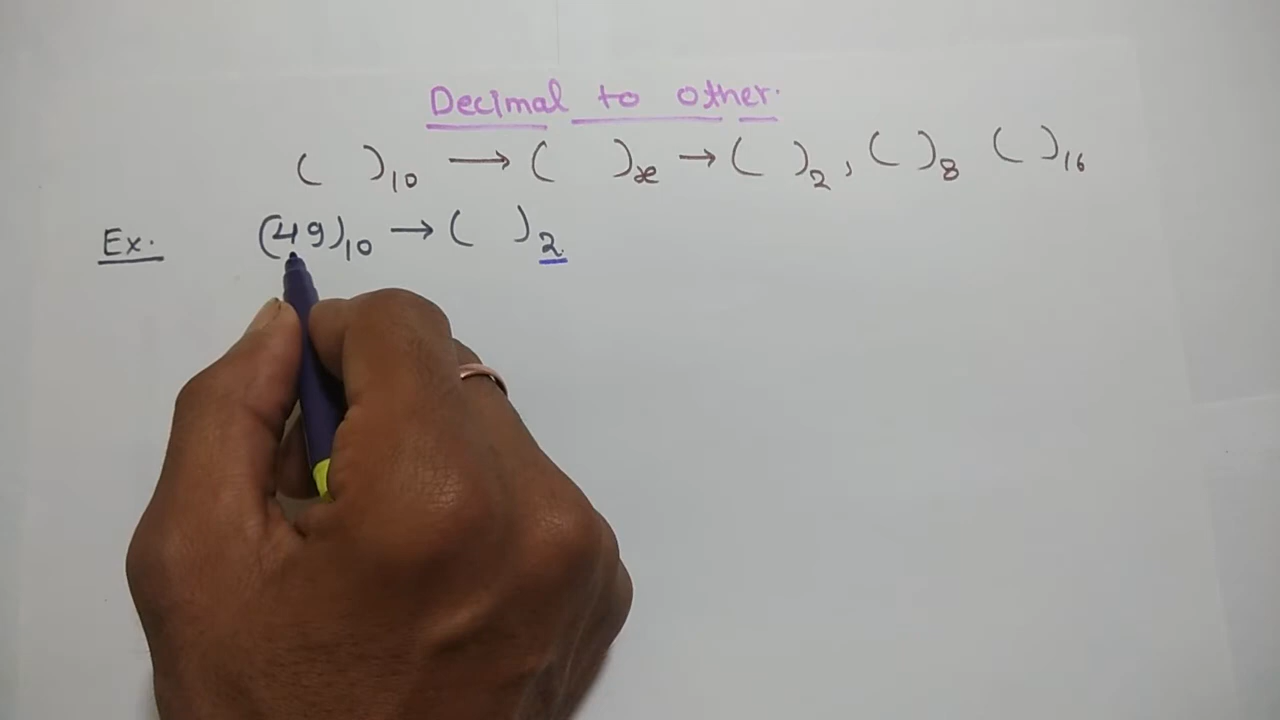 Decimal to other.
( )10 → ( )x → ( )2, ( )8 ( )16
Ex. (49)10 → ( )2